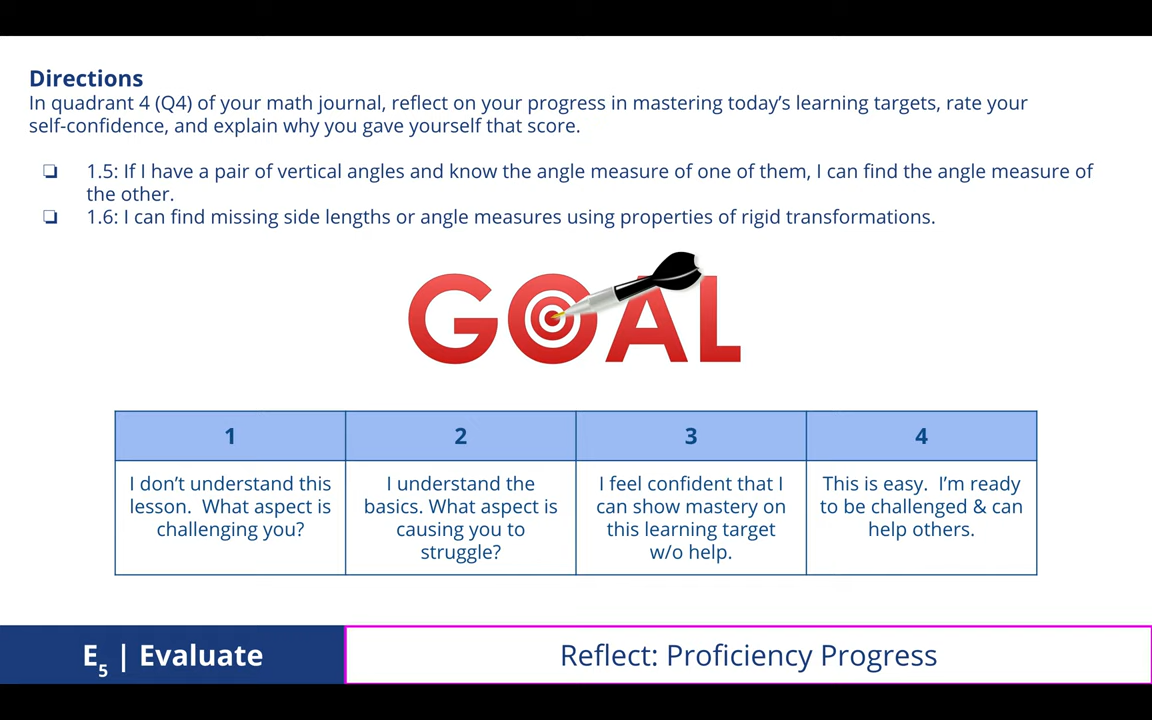 Directions
In quadrant 4 (Q4) of your math journal, reflect on your progress in mastering today’s learning targets, rate your
self-confidence, and explain why you gave yourself that score.
❏ 1.5: If I have a pair of vertical angles and know the angle measure of one of them, I can find the angle measure of
the other.
❏ 1.6: I can find missing side lengths or angle measures using properties of rigid transformations.
GOAL
1
I don’t understand this
lesson. What aspect is
challenging you?
2
I understand the
basics. What aspect is
causing you to
struggle?
3
I feel confident that I
can show mastery on
this learning target
w/o help.
4
This is easy. I’m ready
to be challenged & can
help others.
E5 | Evaluate
Reflect: Proficiency Progress